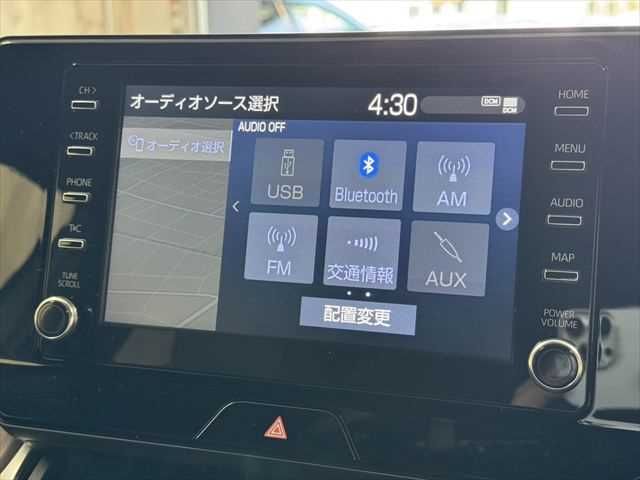 オーディオソース選択
4:30
DCM
DCM
AUDIO OFF
オーディオ選択
USB
Bluetooth
AM
FM
交通情報
AUX
配置変更
CH>
<TRACK
PHONE
TUNE
SCROLL
HOME
MENU
AUDIO
MAP
POWER
VOLUME